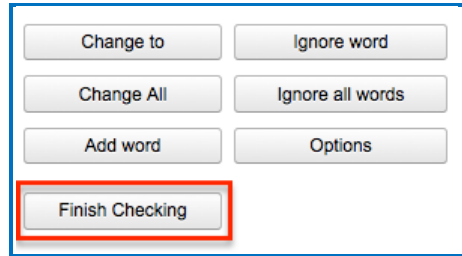 Change to Ignore word
Change All Ignore all words
Add word Options
Finish Checking